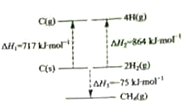 C(g) 4H(g)
ΔH₁=717 kJ·mol⁻¹ ΔH₂=864 kJ·mol⁻¹
C(s) 2H₂(g)
ΔH₃=-75 kJ·mol⁻¹
CH₄(g)